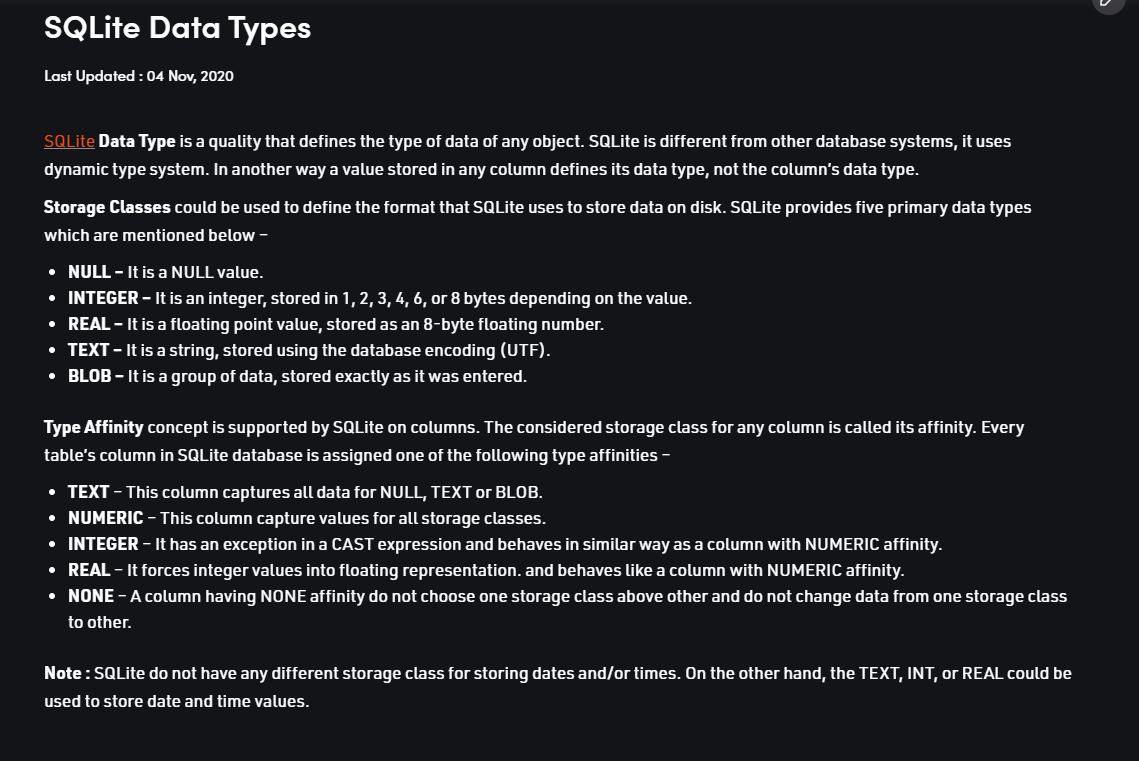 SQLite Data Types
Last Updated : 04 Nov, 2020
SQLite Data Type is a quality that defines the type of data of any object. SQLite is different from other database systems, it uses
dynamic type system. In another way a value stored in any column defines its data type, not the column's data type.
Storage Classes could be used to define the format that SQLite uses to store data on disk. SQLite provides five primary data types
which are mentioned below –
• NULL – It is a NULL value.
• INTEGER – It is an integer, stored in 1, 2, 3, 4, 6, or 8 bytes depending on the value.
• REAL – It is a floating point value, stored as an 8-byte floating number.
• TEXT – It is a string, stored using the database encoding (UTF).
• BLOB – It is a group of data, stored exactly as it was entered.
Type Affinity concept is supported by SQLite on columns. The considered storage class for any column is called its affinity. Every
table's column in SQLite database is assigned one of the following type affinities –
• TEXT – This column captures all data for NULL, TEXT or BLOB.
• NUMERIC – This column capture values for all storage classes.
• INTEGER – It has an exception in a CAST expression and behaves in similar way as a column with NUMERIC affinity.
• REAL – It forces integer values into floating representation. and behaves like a column with NUMERIC affinity.
• NONE – A column having NONE affinity do not choose one storage class above other and do not change data from one storage class
to other.
Note : SQLite do not have any different storage class for storing dates and/or times. On the other hand, the TEXT, INT, or REAL could be
used to store date and time values.